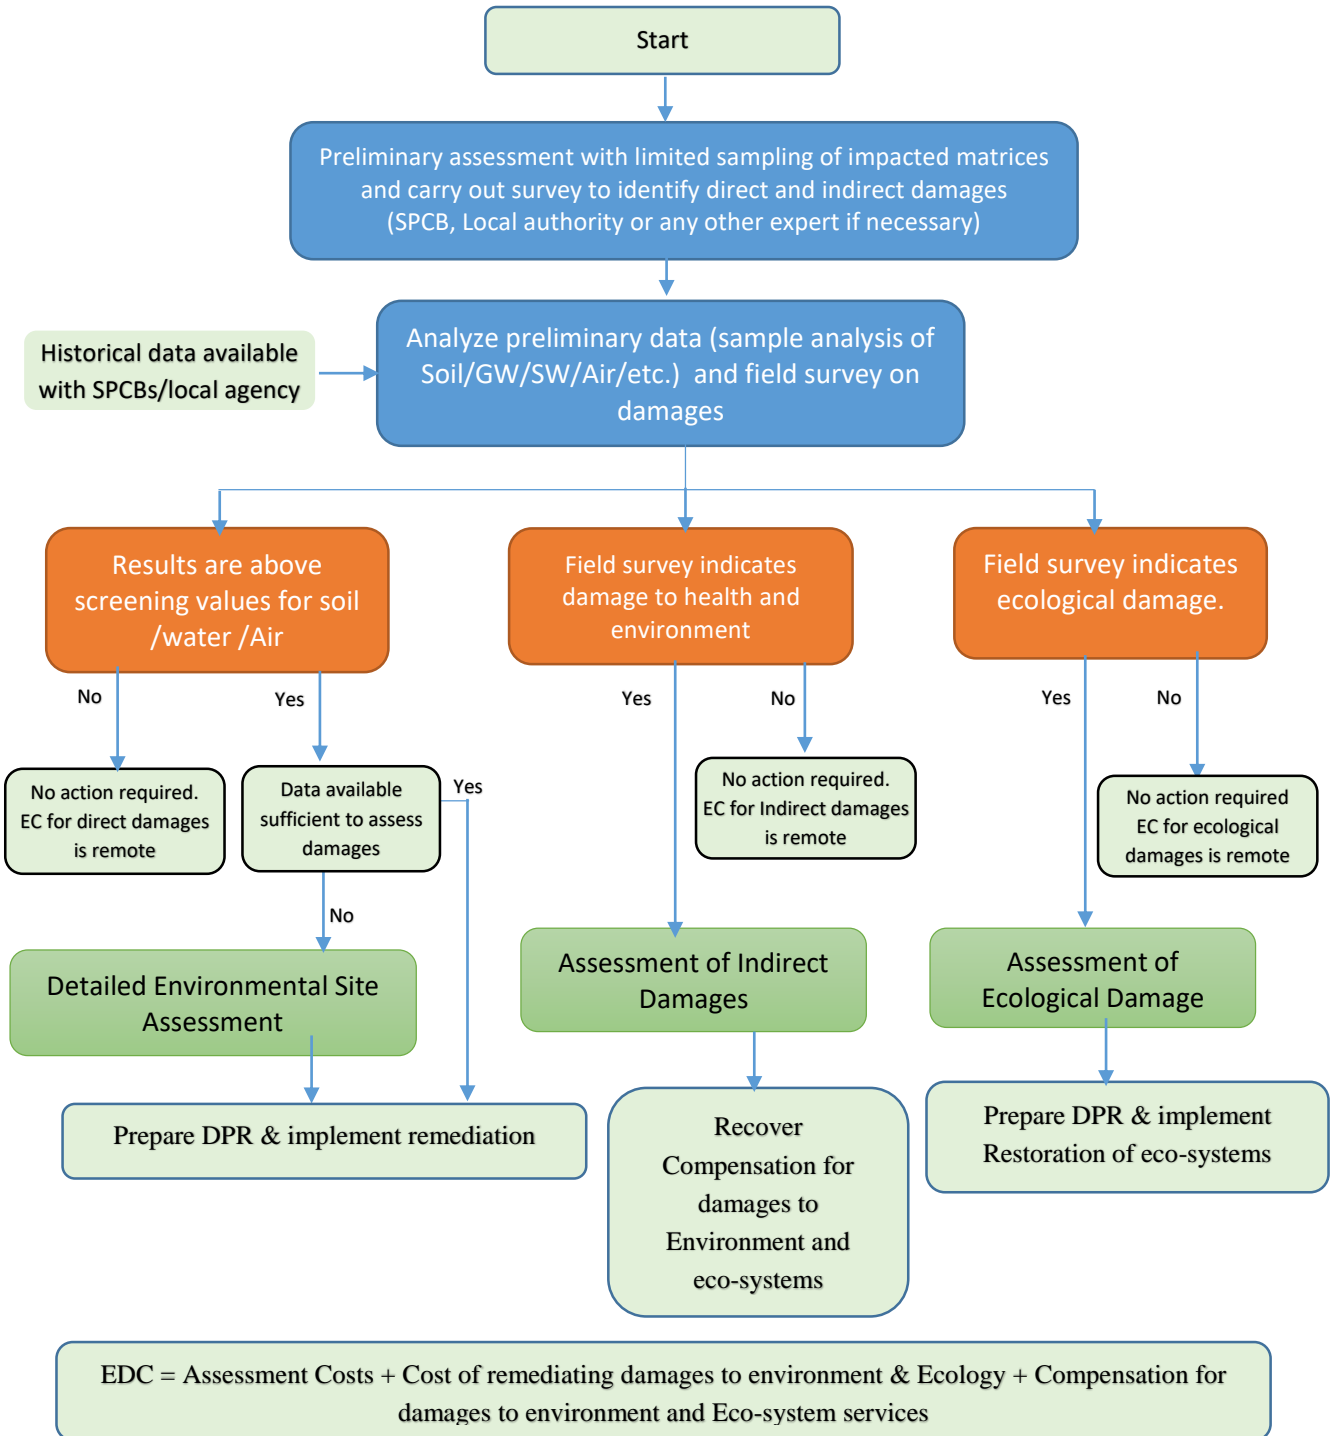 Start
Preliminary assessment with limited sampling of impacted matrices
and carry out survey to identify direct and indirect damages
(SPCB, Local authority or any other expert if necessary)
Historical data available
with SPCBs/local agency
Analyze preliminary data (sample analysis of
Soil/GW/SW/Air/etc.) and field survey on
damages
Results are above
screening values for soil
/water /Air
Field survey indicates
damage to health and
environment
Field survey indicates
ecological damage.
No
Yes
Yes
No
Yes
No
No action required.
EC for direct damages
is remote
Data available
sufficient to assess
damages
Yes
No action required.
EC for Indirect damages
is remote
No action required
EC for ecological
damages is remote
No
Detailed Environmental Site
Assessment
Assessment of Indirect
Damages
Assessment of
Ecological Damage
Prepare DPR & implement remediation
Recover
Compensation for
damages to
Environment and
eco-systems
Prepare DPR & implement
Restoration of eco-systems
EDC = Assessment Costs + Cost of remediating damages to environment & Ecology + Compensation for
damages to environment and Eco-system services